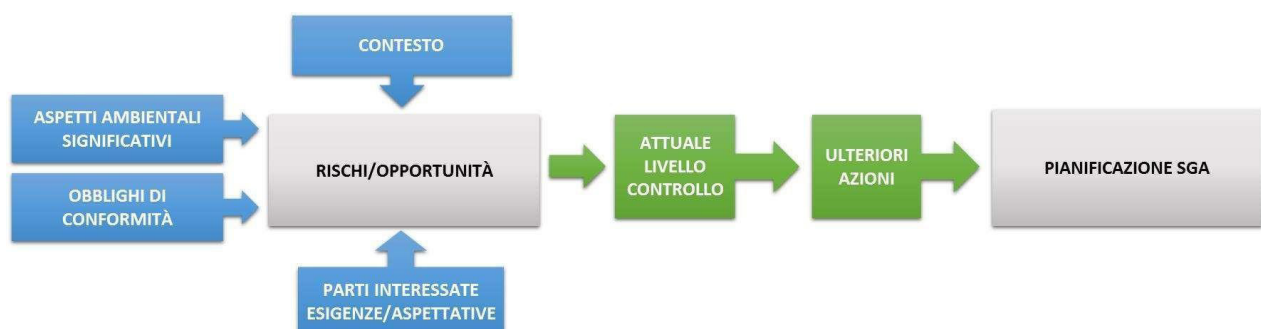 CONTESTO
ASPETTI AMBIENTALI
SIGNIFICATIVI
OBBLIGHI DI
CONFORMITÀ
RISCHI/OPPORTUNITÀ
PARTI INTERESSATE
ESIGENZE/ASPETTATIVE
ATTUALE
LIVELLO
CONTROLLO
ULTERIORI
AZIONI
PIANIFICAZIONE SGA